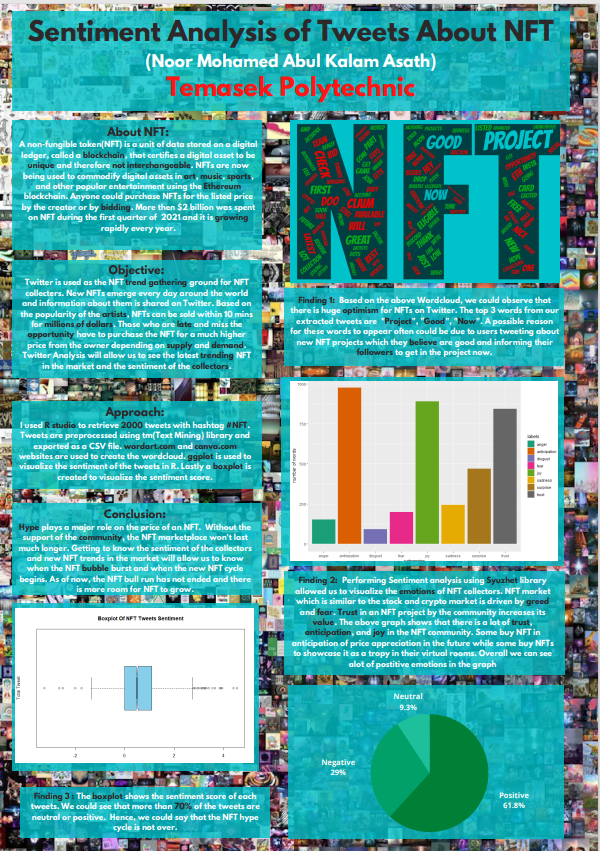 Sentiment Analysis of Tweets About NFT
(Noor Mohamed Abul Kalam Asath)
Temasek Polytechnic
About NFT:
A non-fungible token(NFT) is a unit of data stored on a digital
ledger, called a blockchain, that certifies a digital asset to be
unique and therefore not interchangeable. NFTs are now
being used to commodify digital assets in art, music, sports,
and other popular entertainment using the Ethereum
blockchain. Anyone could purchase NFTs for the listed price
by the creator or by bidding. More then $2 billion was spent
on NFT during the first quarter of 2021 and it is growing
rapidly every year.
Objective:
Twitter is used as the NFT trend gathering ground for NFT
collectors. New NFTs emerge every day around the world
and information about them is shared on Twitter. Based on
the popularity of the artists, NFTs can be sold within 10 mins
for millions of dollars. Those who are late and miss the
opportunity have to purchase the NFT for a much higher
price from the owner depending on supply and demand.
Twitter Analysis will allow us to see the latest trending NFT
in the market and the sentiment of the collectors.
Approach:
I used R studio to retrieve 2000 tweets with hashtag #NFT.
Tweets are preprocessed using tm(Text Mining) library and
exported as a CSV file. wordart.com and canva.com
websites are used to create the wordcloud. ggplot is used to
visualize the sentiment of the tweets in R. Lastly a boxplot is
created to visualize the sentiment score.
Conclusion:
Hype plays a major role on the price of an NFT. Without the
support of the community, the NFT marketplace won't last
much longer. Getting to know the sentiment of the collectors
and new NFT trends in the market will allow us to know
when the NFT bubble burst and when the new NFT cycle
begins. As of now, the NFT bull run has not ended and there
is more room for NFT to grow.
Boxplot Of NFT Tweets Sentiment
Total Tweet
-2
0
2
4
Finding 3 : The boxplot shows the sentiment score of each
tweets. We could see that more than 70% of the tweets are
neutral or positive. Hence, we could say that the NFT hype
cycle is not over.
GOOD
PROJECT
NOW
FIRST
CLAIM
GREAT
CHECK
WILL
AVAILABLE
Finding 1: Based on the above Wordcloud, we could observe that
there is huge optimism for NFTs on Twitter. The top 3 words from our
extracted tweets are "Project", "Good", "Now". A possible reason
for these words to appear often could be due to users tweeting about
new NFT projects which they believe are good and informing their
followers to get in the project now.
number of words
1000
750
500
250
0
anger
anticipation
disgust
fear
joy
sadness
surprise
trust
labels
anger
anticipation
disgust
fear
joy
sadness
surprise
trust
Finding 2: Performing Sentiment analysis using Syuzhet library
allowed us to visualize the emotions of NFT collectors. NFT market
which is similar to the stock and crypto market is driven by greed
and fear. Trust in an NFT project by the community increases its
value. The above graph shows that there is a lot of trust,
anticipation, and joy in the NFT community. Some buy NFT in
anticipation of price appreciation in the future while some buy NFTs
to showcase it as a tropy in their virtual rooms. Overall we can see
alot of positive emotions in the graph
Neutral
9.3%
Negative
29%
Positive
61.8%